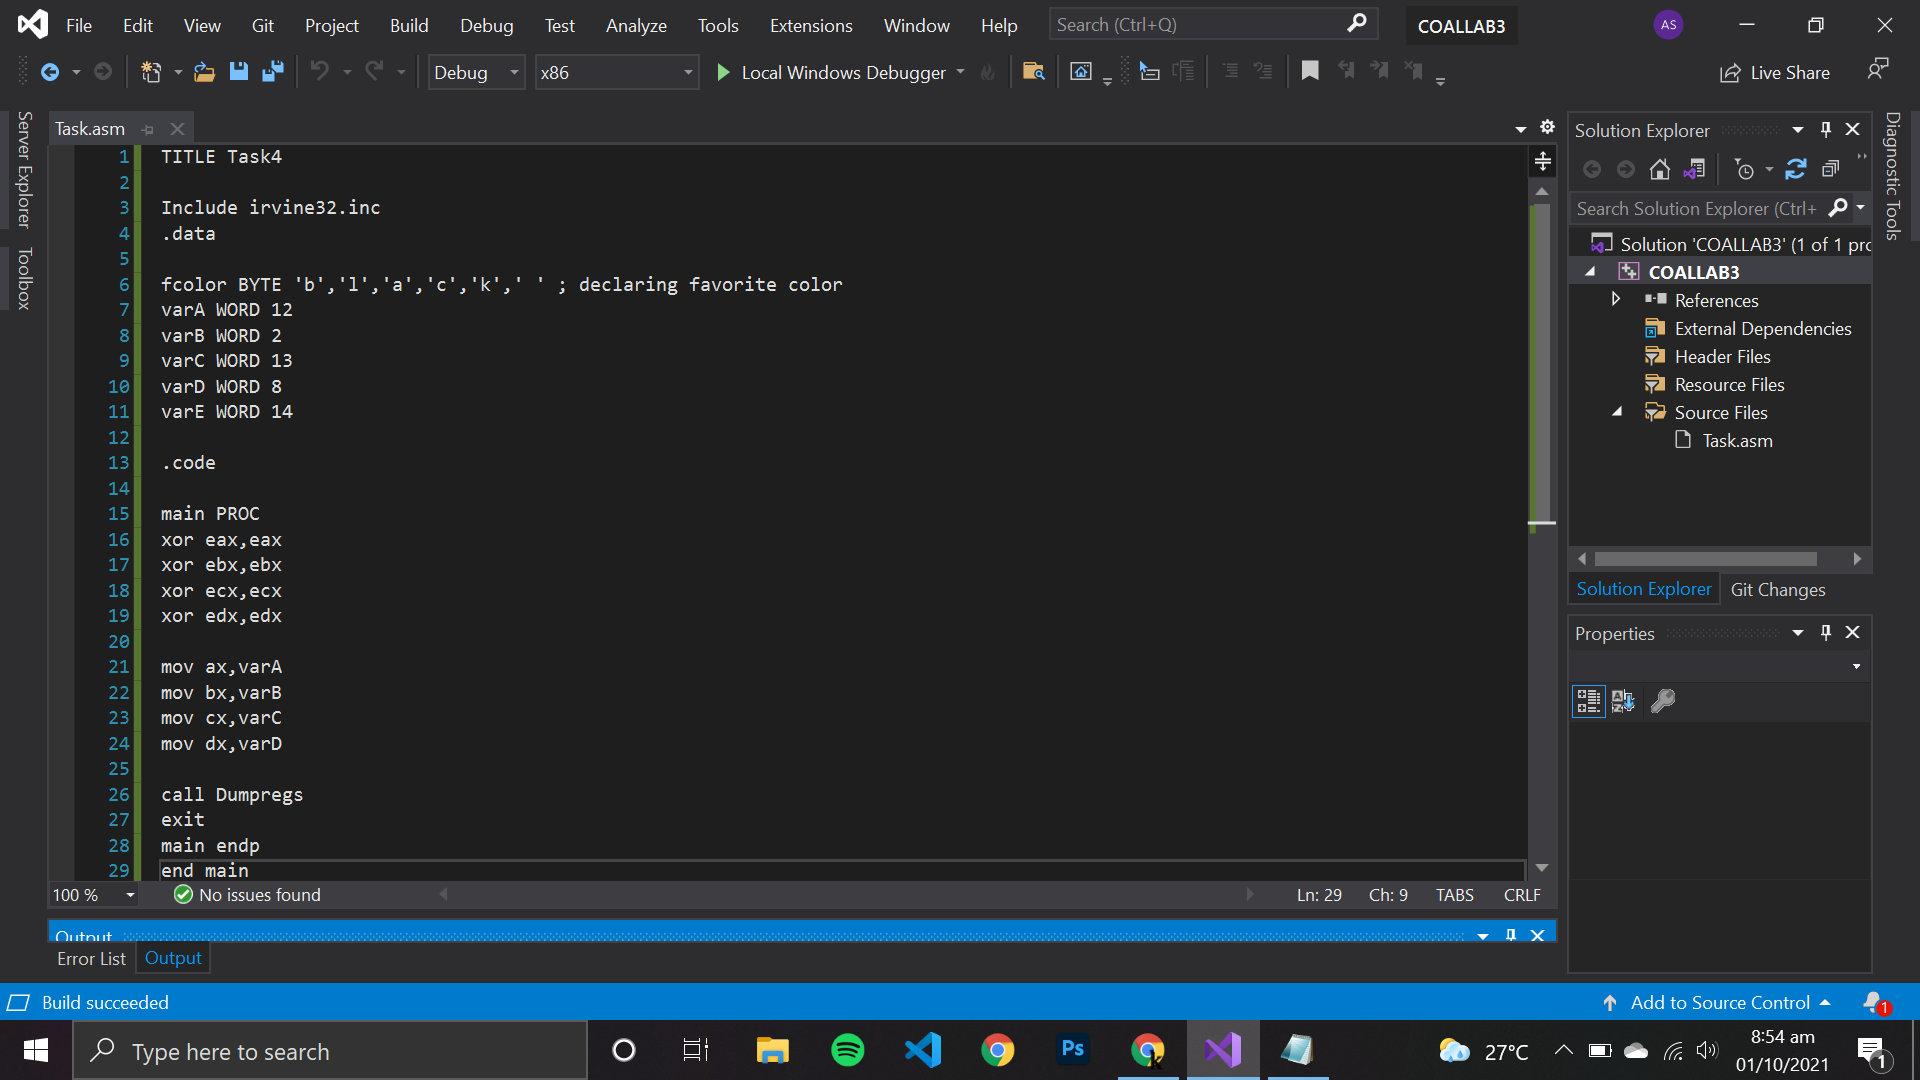 File Edit View Git Project Build Debug Test Analyze Tools Extensions Window Help Search (Ctrl+Q) COALLAB3 AS
Debug x86 Local Windows Debugger Live Share
Server Explorer
Toolbox
Task.asm
1 TITLE Task4
2
3 Include irvine32.inc
4 .data
5
6 fcolor BYTE 'b','l','a','c','k',' ' ; declaring favorite color
7 varA WORD 12
8 varB WORD 2
9 varC WORD 13
10 varD WORD 8
11 varE WORD 14
12
13 .code
14
15 main PROC
16 xor eax,eax
17 xor ebx,ebx
18 xor ecx,ecx
19 xor edx,edx
20
21 mov ax,varA
22 mov bx,varB
23 mov cx,varC
24 mov dx,varD
25
26 call Dumpregs
27 exit
28 main endp
29 end main
100 % No issues found Ln: 29 Ch: 9 TABS CRLF
Output
Error List Output
Solution Explorer
Search Solution Explorer (Ctrl+
Solution 'COALLAB3' (1 of 1 pro
COALLAB3
References
External Dependencies
Header Files
Resource Files
Source Files
Task.asm
Solution Explorer Git Changes
Properties
Diagnostic Tools
Build succeeded Add to Source Control 1
Type here to search Ps 27°C 8:54 am
01/10/2021 1